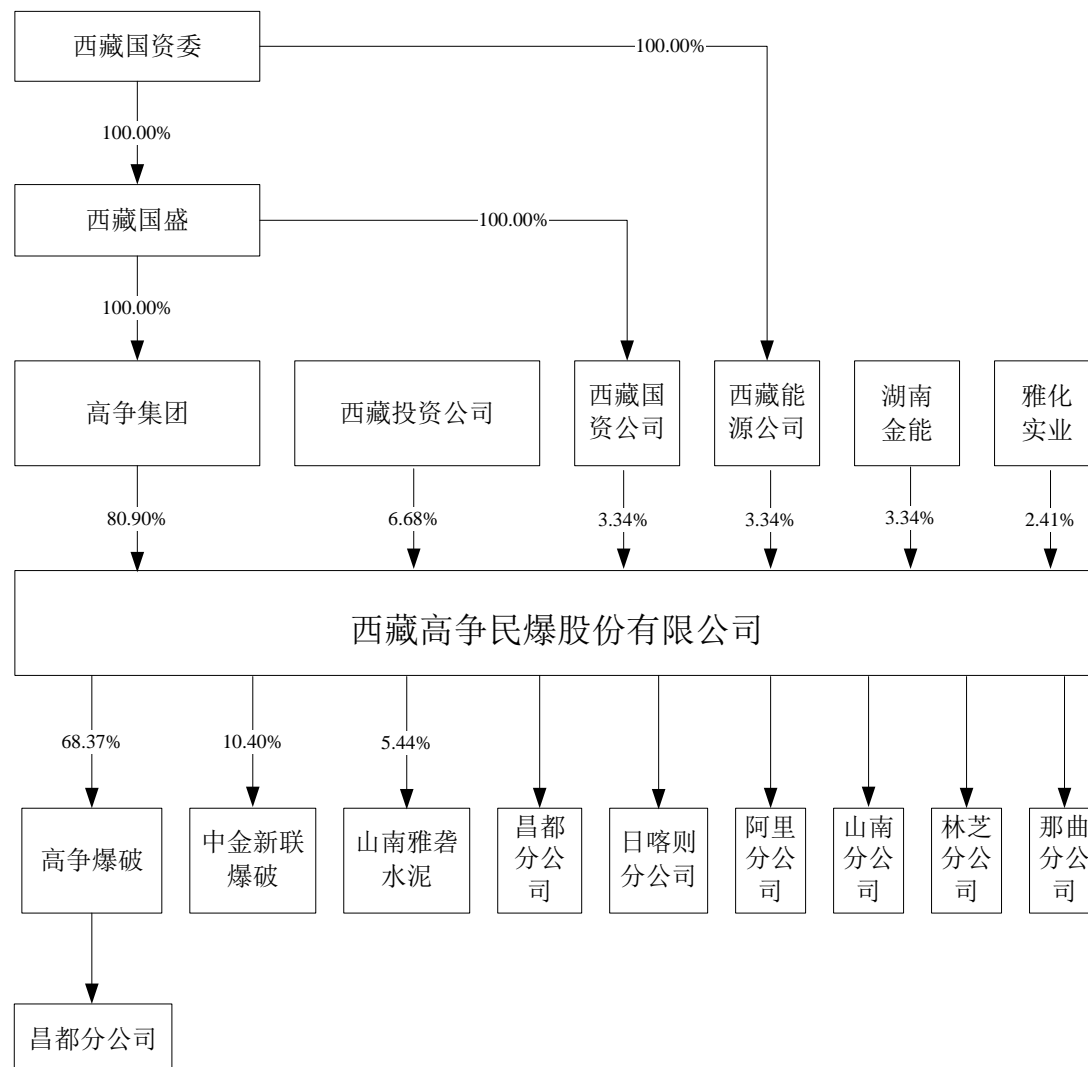 西藏国资委
100.00%
100.00%
西藏国盛
100.00%
100.00%
高争集团
西藏投资公司
西藏国
资公司
西藏能
源公司
湖南
金能
雅化
实业
80.90%
6.68%
3.34%
3.34%
3.34%
2.41%
西藏高争民爆股份有限公司
68.37%
10.40%
5.44%
高争爆破
中金新联
爆破
山南雅砻
水泥
昌都
分公
司
日喀则
分公司
阿里
分公
司
山南
分公
司
林芝
分公
司
那曲
分公
司
昌都分公司